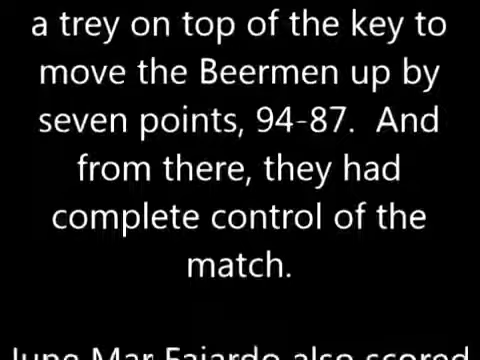 a trey on top of the key to
move the Beermen up by
seven points, 94-87.  And
from there, they had
complete control of the
match.
June Mar Fajardo also scored